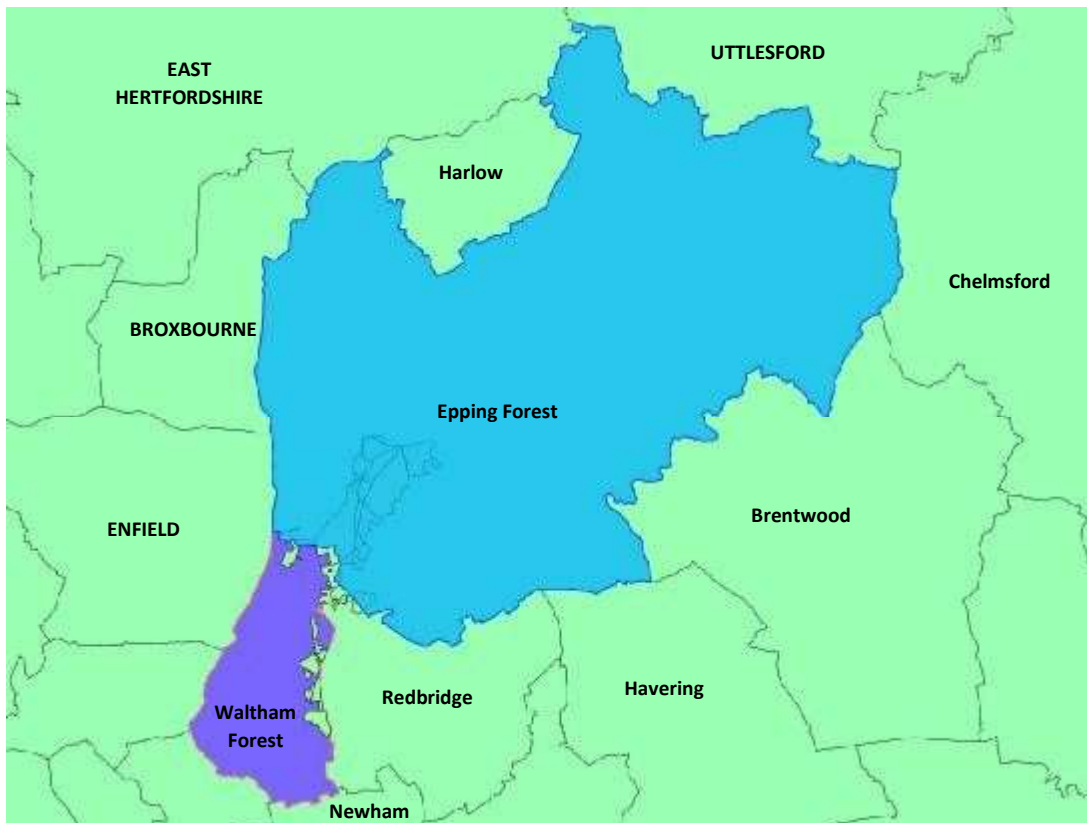 UTTLESFORD
EAST
HERTFORDSHIRE
Harlow
Chelmsford
BROXBOURNE
Epping Forest
Brentwood
ENFIELD
Havering
Redbridge
Waltham
Forest
Newham